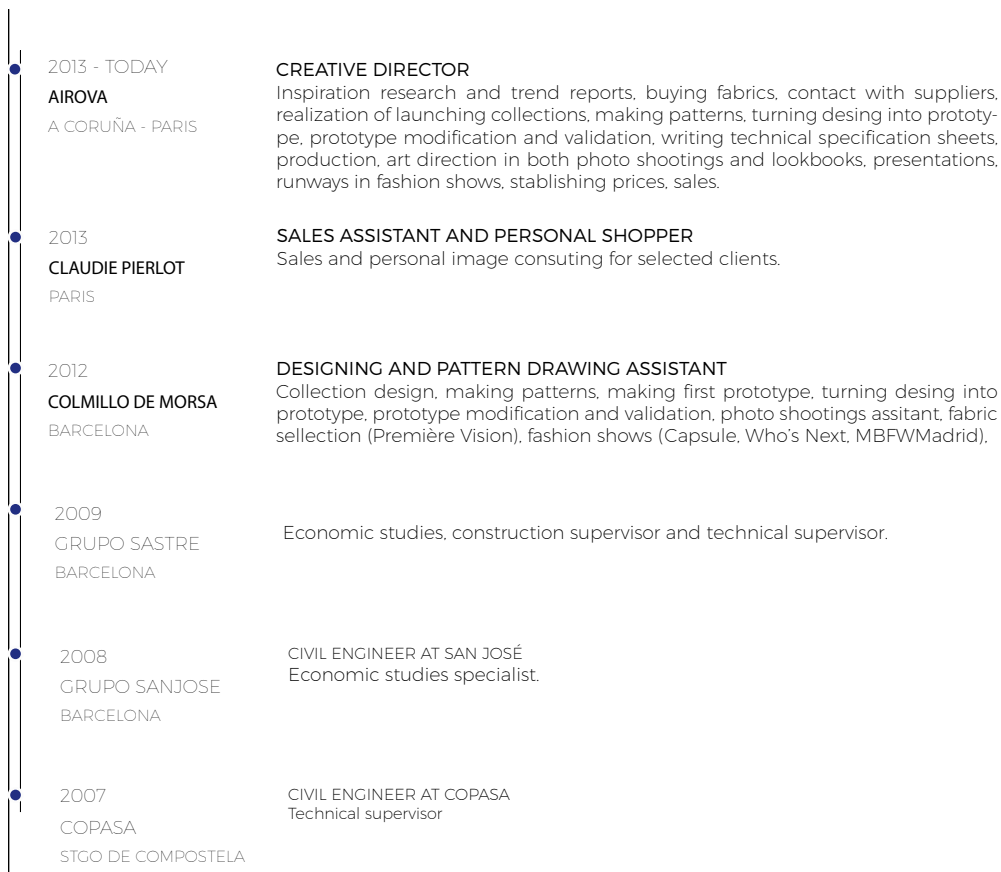 2013 - TODAY
AIROVA
A CORUÑA - PARIS
CREATIVE DIRECTOR
Inspiration research and trend reports, buying fabrics, contact with suppliers,
realization of launching collections, making patterns, turning desing into prototy-
pe, prototype modification and validation, writing technical specification sheets,
production, art direction in both photo shootings and lookbooks, presentations,
runways in fashion shows, stablishing prices, sales.
2013
CLAUDIE PIERLOT
PARIS
SALES ASSISTANT AND PERSONAL SHOPPER
Sales and personal image consuting for selected clients.
2012
COLMILLO DE MORSA
BARCELONA
DESIGNING AND PATTERN DRAWING ASSISTANT
Collection design, making patterns, making first prototype, turning desing into
prototype, prototype modification and validation, photo shootings assitant, fabric
sellection (Première Vision), fashion shows (Capsule, Who's Next, MBFWMadrid),
2009
GRUPO SASTRE
BARCELONA
Economic studies, construction supervisor and technical supervisor.
2008
GRUPO SANJOSE
BARCELONA
CIVIL ENGINEER AT SAN JOSÉ
Economic studies specialist.
2007
COPASA
STGO DE COMPOSTELA
CIVIL ENGINEER AT COPASA
Technical supervisor